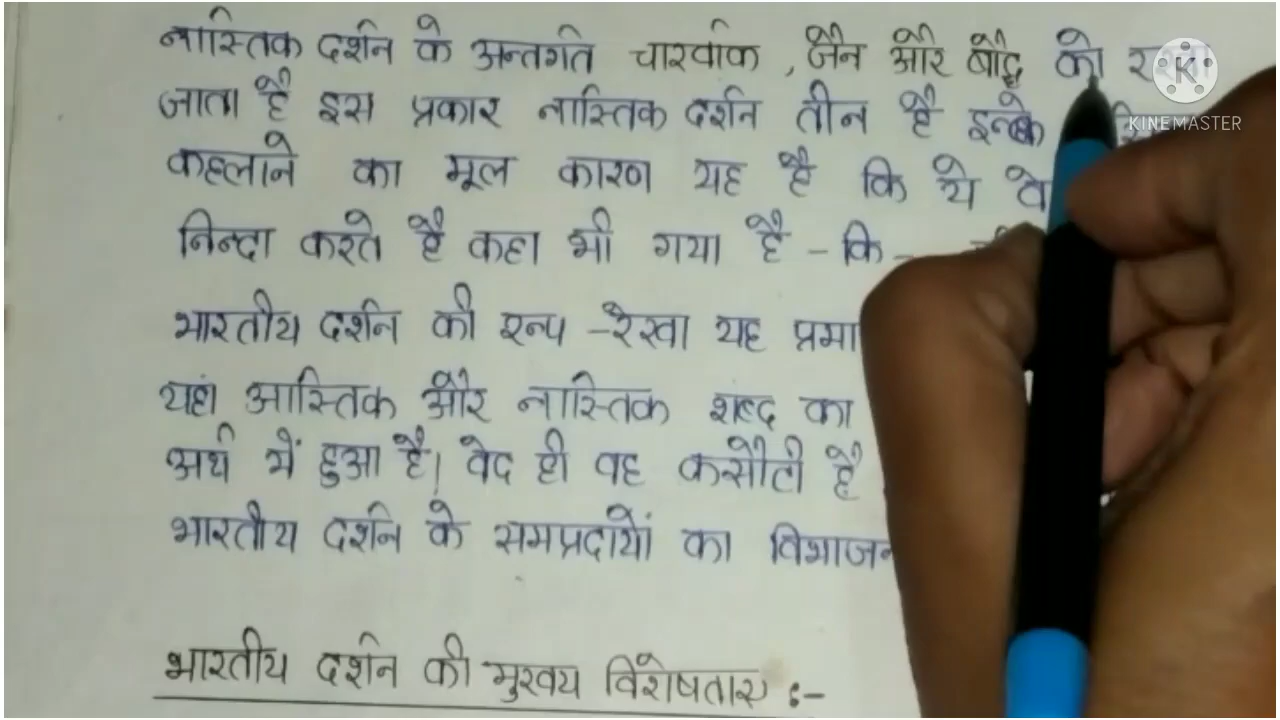 नास्तिक दर्शन के अन्तर्गत चारर्वाक , जैन और बौद्ध को
जाता है इस प्रकार नास्तिक दर्शन तीन है इनके
कहलाने का मूल कारण यह है कि ये
निन्दा करते है कहा भी गया है - कि -
भारतीय दर्शन की रूप -रेखा यह
यहां आस्तिक और नास्तिक शब्द का
अर्थ में हुआ है। वेद ही वह कसौटी है
भारतीय दर्शन के सम्प्रदायों का विभाजन
भारतीय दर्शन की मुख्य विशेषताए :-
KINEMASTER